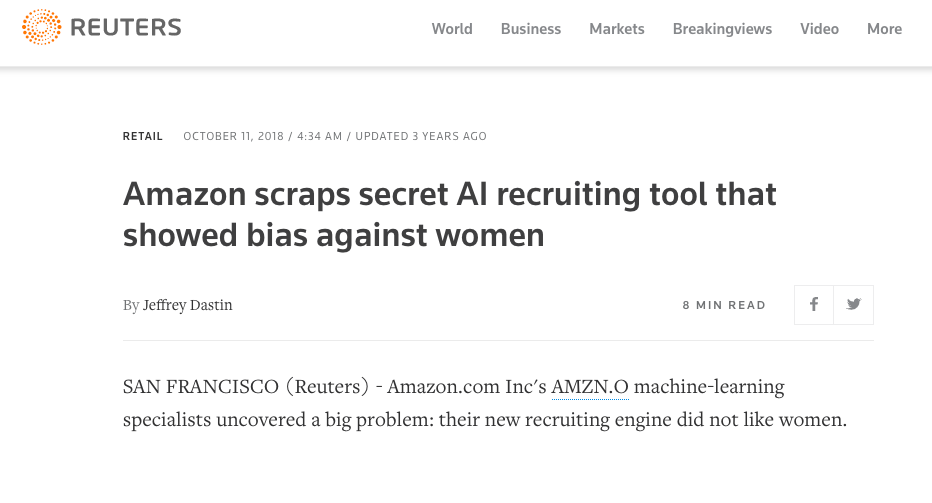 REUTERS World Business Markets Breakingviews Video More
RETAIL OCTOBER 11, 2018 / 4:34 AM / UPDATED 3 YEARS AGO
Amazon scraps secret AI recruiting tool that
showed bias against women
By Jeffrey Dastin 8 MIN READ
SAN FRANCISCO (Reuters) - Amazon.com Inc's AMZN.O machine-learning
specialists uncovered a big problem: their new recruiting engine did not like women.